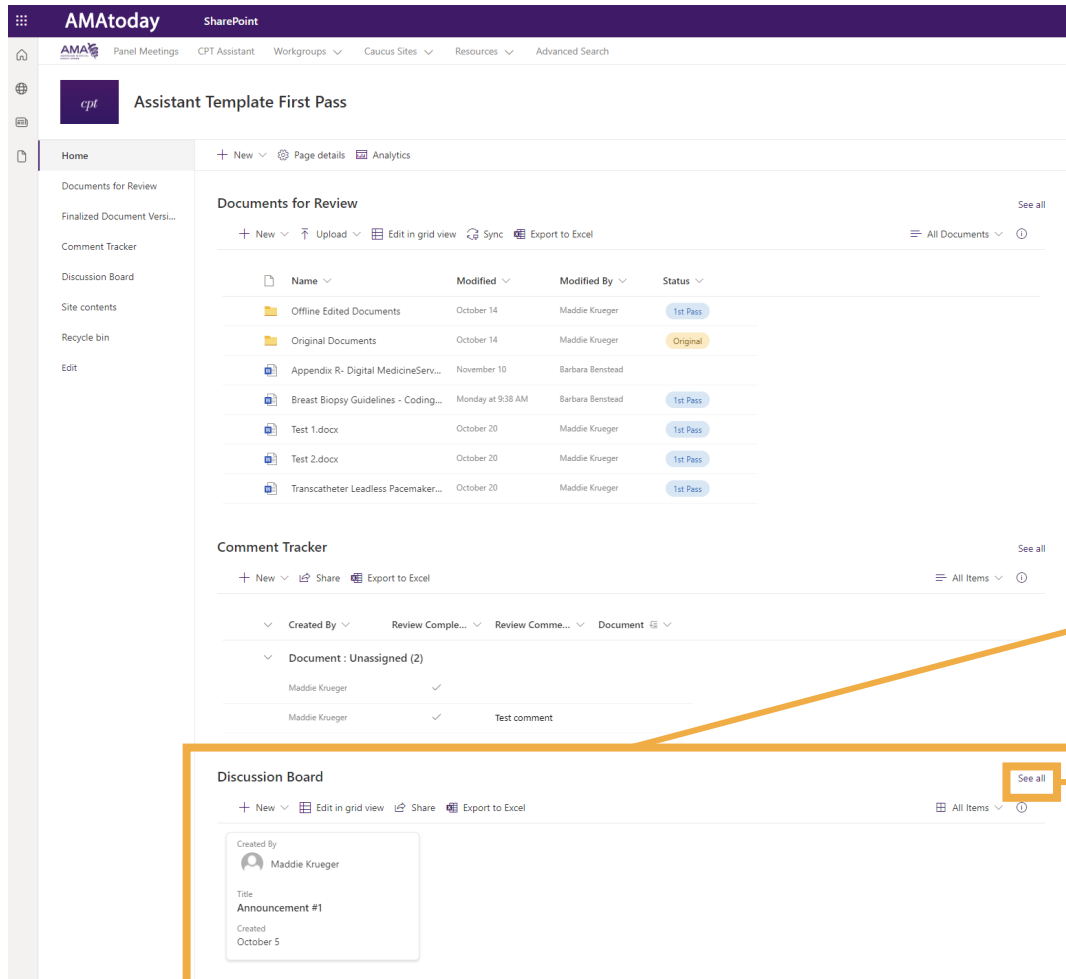 AMAtoday SharePoint
AMA Panel Meetings CPT Assistant Workgroups Caucus Sites Resources Advanced Search
cpt Assistant Template First Pass
Home
Documents for Review
Finalized Document Versi...
Comment Tracker
Discussion Board
Site contents
Recycle bin
Edit
New Page details Analytics
Documents for Review See all
New Upload Edit in grid view Sync Export to Excel All Documents
Name Modified Modified By Status
Offline Edited Documents October 14 Maddie Krueger 1st Pass
Original Documents October 14 Maddie Krueger Original
Appendix R- Digital MedicineServ... November 10 Barbara Benstead
Breast Biopsy Guidelines - Coding... Monday at 9:38 AM Barbara Benstead 1st Pass
Test 1.docx October 20 Maddie Krueger 1st Pass
Test 2.docx October 20 Maddie Krueger 1st Pass
Transcatheter Leadless Pacemaker... October 20 Maddie Krueger 1st Pass
Comment Tracker See all
New Share Export to Excel All Items
Created By Review Comple... Review Comme... Document
Document : Unassigned (2)
Maddie Krueger
Maddie Krueger Test comment
Discussion Board See all
New Edit in grid view Share Export to Excel All Items
Created By
Maddie Krueger
Title
Announcement #1
Created
October 5